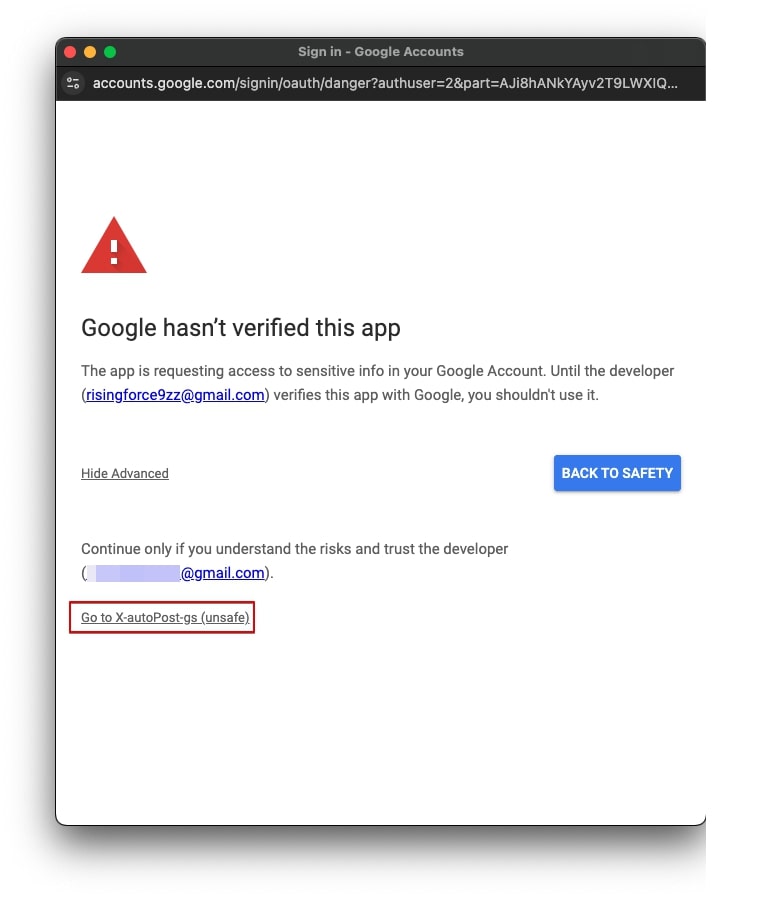 Sign in - Google Accounts
accounts.google.com/signin/oauth/danger?authuser=2&part=AJi8hANkYAyv2T9LWXIQ...
Google hasn’t verified this app
The app is requesting access to sensitive info in your Google Account. Until the developer
(risingforce9zz@gmail.com) verifies this app with Google, you shouldn't use it.
Hide Advanced
BACK TO SAFETY
Continue only if you understand the risks and trust the developer
(@gmail.com).
Go to X-autoPost-gs (unsafe)